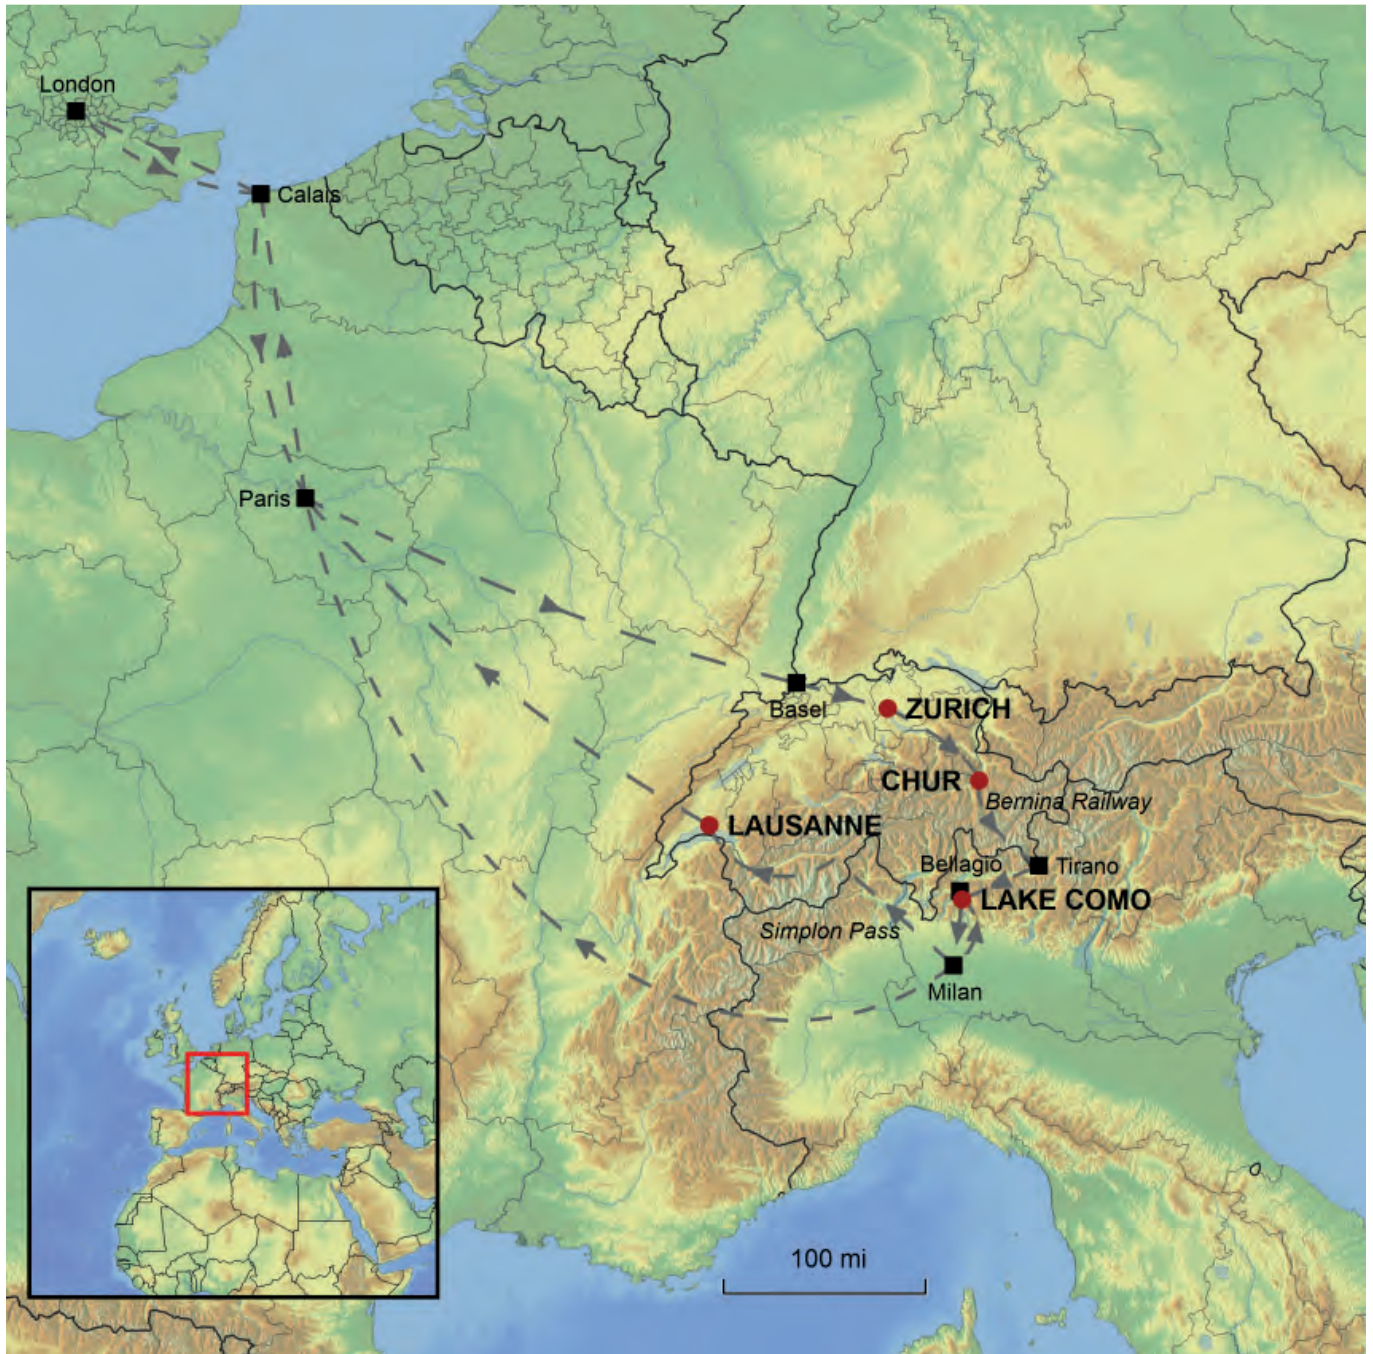 London
Calais
Paris
Basel
ZURICH
CHUR
Bernina Railway
LAUSANNE
Bellagio
Tirano
LAKE COMO
Simplon Pass
Milan
100 mi